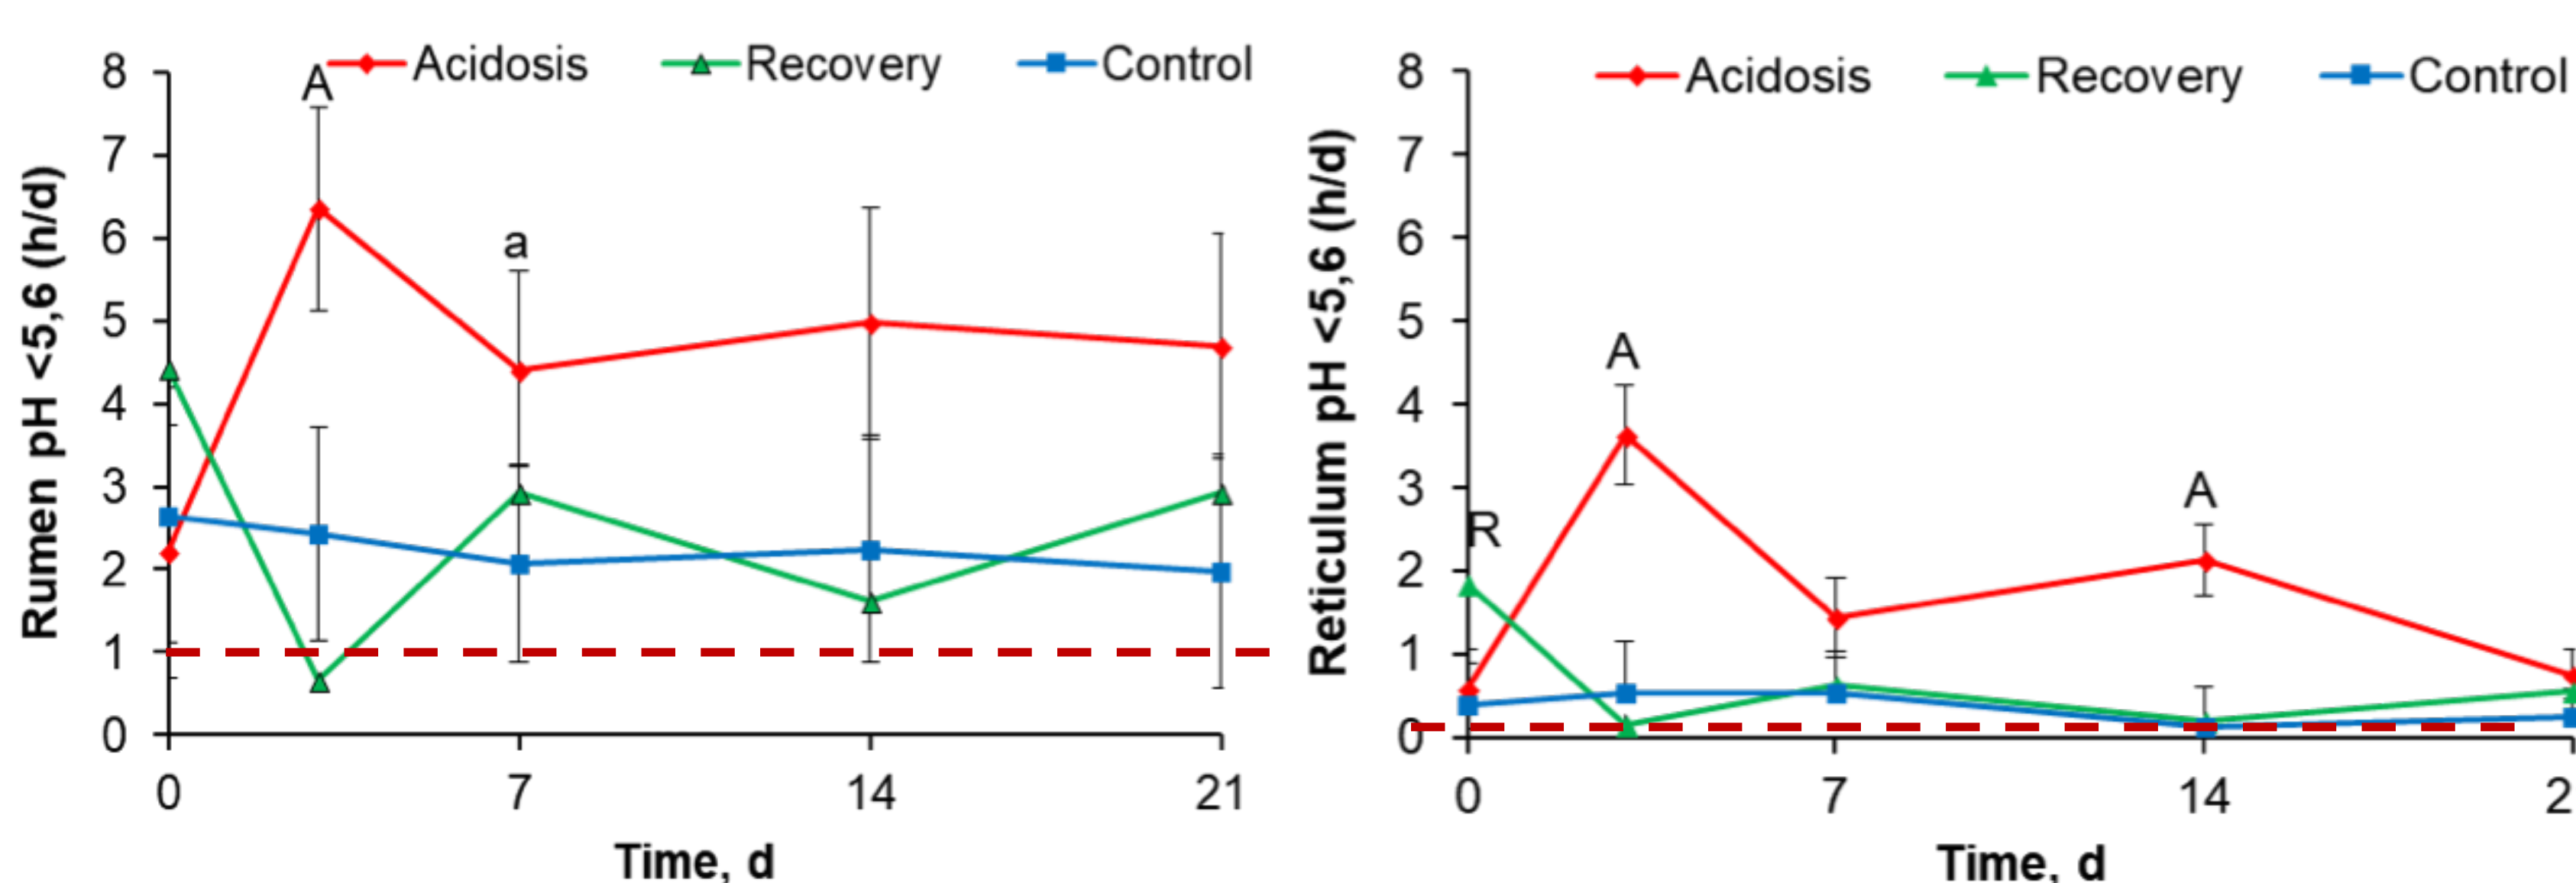 Acidosis Recovery Control
Rumen pH <5,6 (h/d)
8
7
6
5
4
3
2
1
0
A
a
0 7 14 21
Time, d
Acidosis Recovery Control
Reticulum pH <5,6 (h/d)
8
7
6
5
4
3
2
1
0
R
A
A
0 7 14 2
Time, d